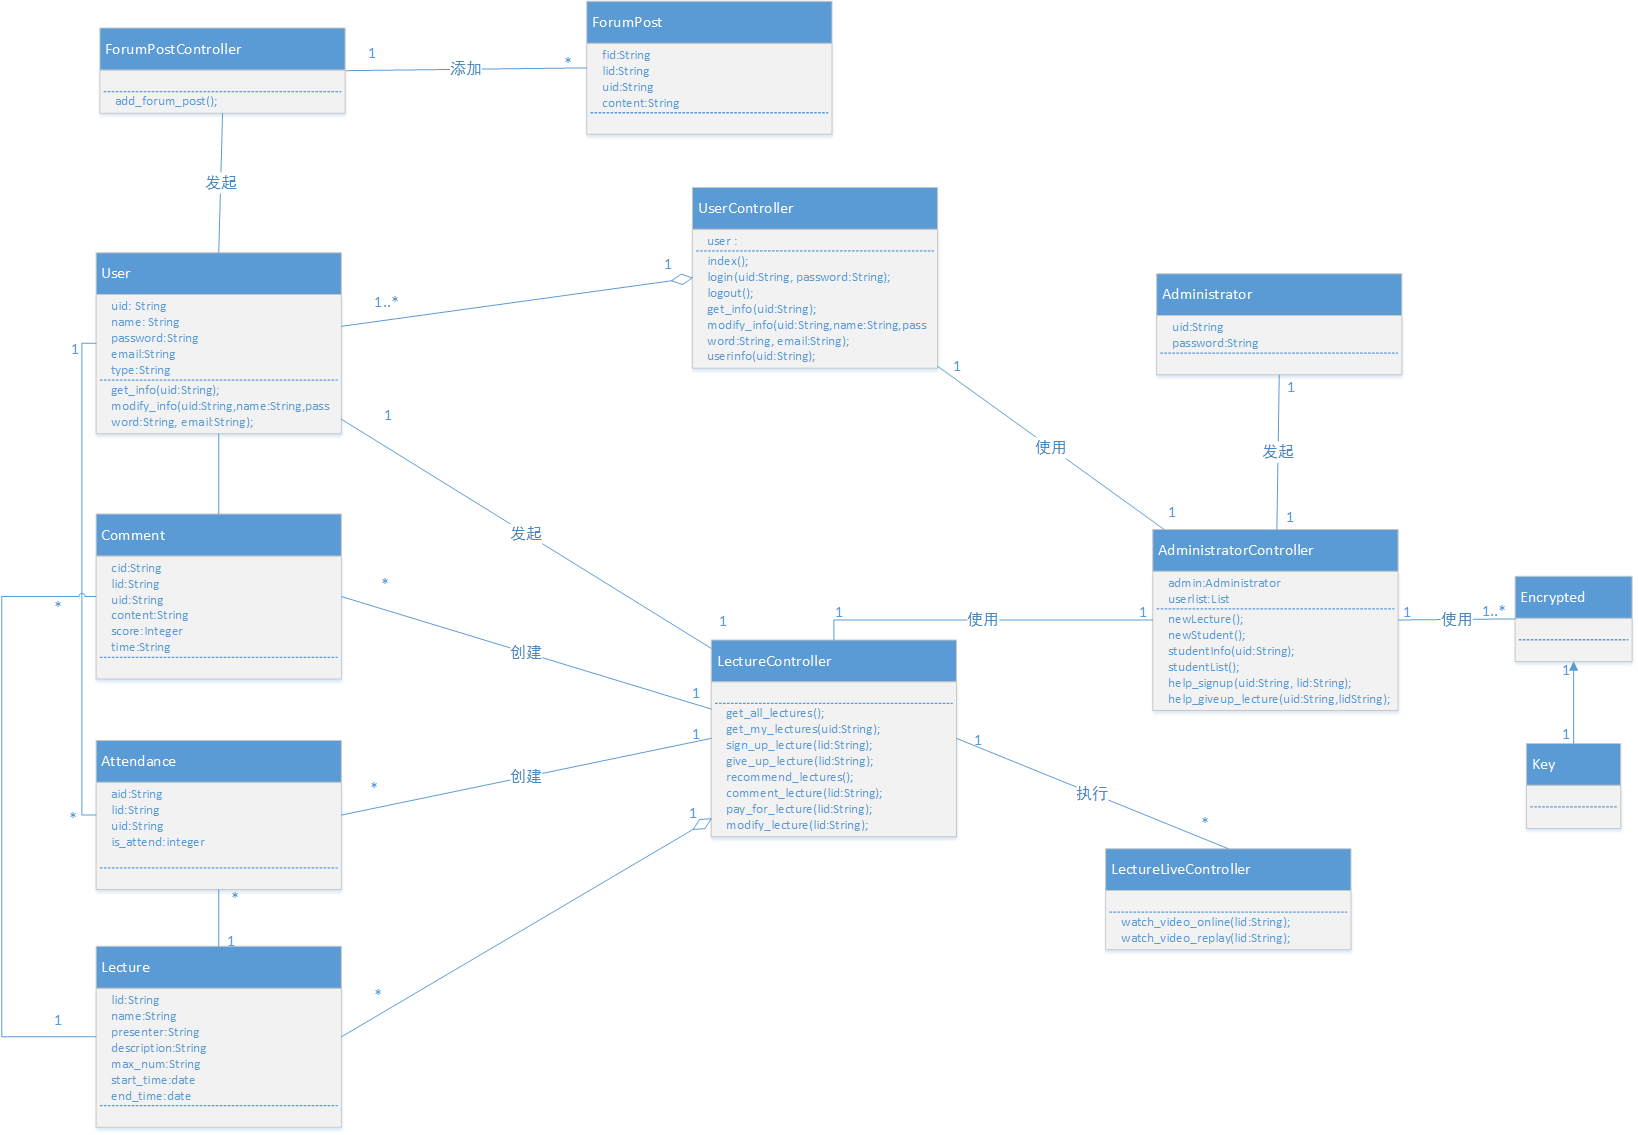 ForumPostController
add_forum_post();
1
添加
*
ForumPost
fid:String
lid:String
uid:String
content:String
发起
User
uid: String
name: String
password:String
email:String
type:String
get_info(uid:String);
modify_info(uid:String,name:String,pass
word:String, email:String);
1..*
1
UserController
user :
index();
login(uid:String, password:String);
logout();
get_info(uid:String);
modify_info(uid:String,name:String,pass
word:String, email:String);
userinfo(uid:String);
1
使用
1
Administrator
uid:String
password:String
1
发起
1
AdministratorController
admin:Administrator
userlist:List
newLecture();
newStudent();
studentInfo(uid:String);
studentList();
help_signup(uid:String, lid:String);
help_giveup_lecture(uid:String,lidString);
1
使用
1..*
Encrypted
1
1
Key
1
发起
1
1
使用
1
Comment
cid:String
lid:String
uid:String
content:String
score:Integer
time:String
*
创建
1
LectureController
get_all_lectures();
get_my_lectures(uid:String);
sign_up_lecture(lid:String);
give_up_lecture(lid:String);
recommend_lectures();
comment_lecture(lid:String);
pay_for_lecture(lid:String);
modify_lecture(lid:String);
1
*
Attendance
aid:String
lid:String
uid:String
is_attend:integer
*
创建
1
1
执行
*
LectureLiveController
watch_video_online(lid:String);
watch_video_replay(lid:String);
*
1
*
1
Lecture
lid:String
name:String
presenter:String
description:String
max_num:String
start_time:date
end_time:date
*
1